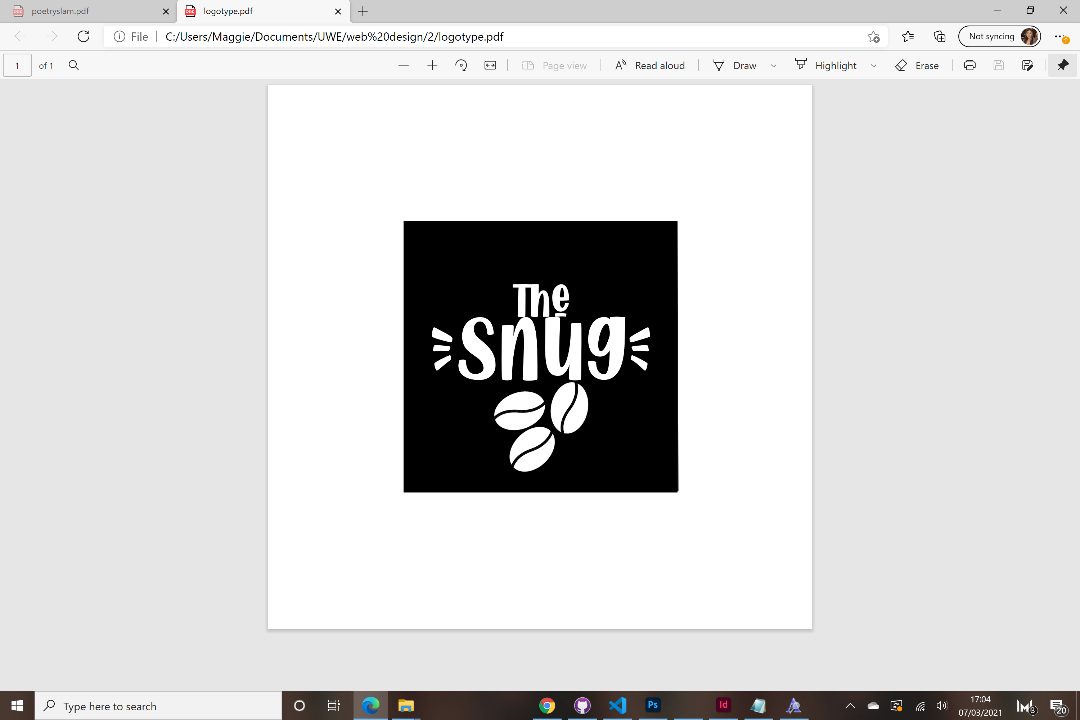 poetryslam.pdf
logotype.pdf
File
C:/Users/Maggie/Documents/UWE/web%20design/2/logotype.pdf
Not syncing
1 of 1
Page view
Read aloud
Draw
Highlight
Erase
The
snug
Type here to search
Ps
Id
17:04
07/03/2021
3
20